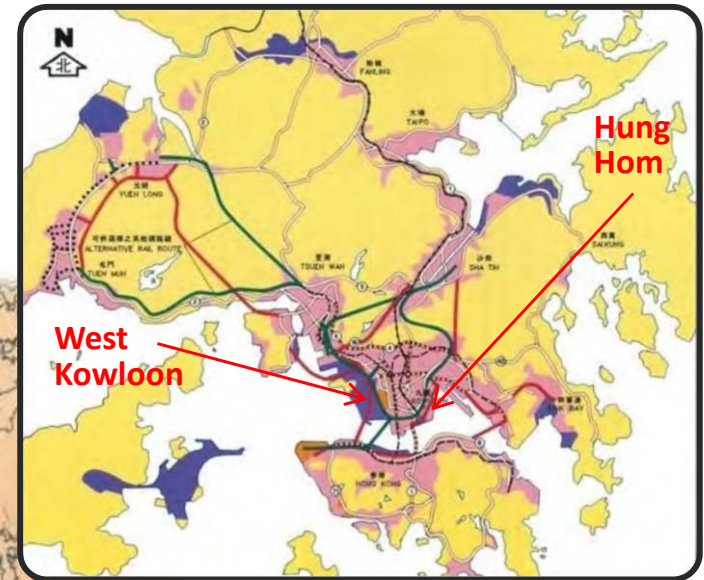 N
北
粉嶺
FANLING
大埔
TAIPO
Hung
Hom
元朗
YUEN LONG
可供選擇之其他鐵路線
ALTERNATIVE RAIL ROUTE
屯門
TUEN MUN
荃灣
TSUEN WAN
沙田
SHA TIN
西貢
SAIKUNG
West
Kowloon
香港
HONG KONG